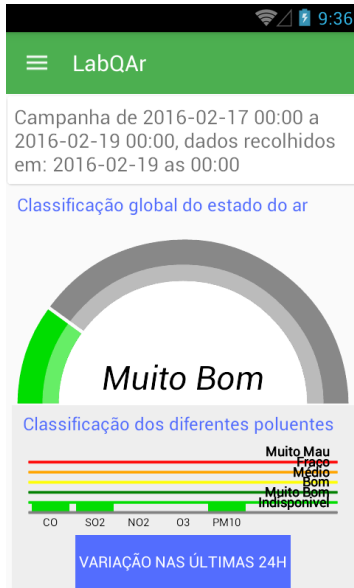 9:36
LabQAr
Campanha de 2016-02-17 00:00 a
2016-02-19 00:00, dados recolhidos
em: 2016-02-19 as 00:00
Classificação global do estado do ar
Muito Bom
Classificação dos diferentes poluentes
Muito Mau
Fraco
Médio
Bom
Muito Bom
Indisponivel
CO SO2 NO2 O3 PM10
VARIAÇÃO NAS ÚLTIMAS 24H